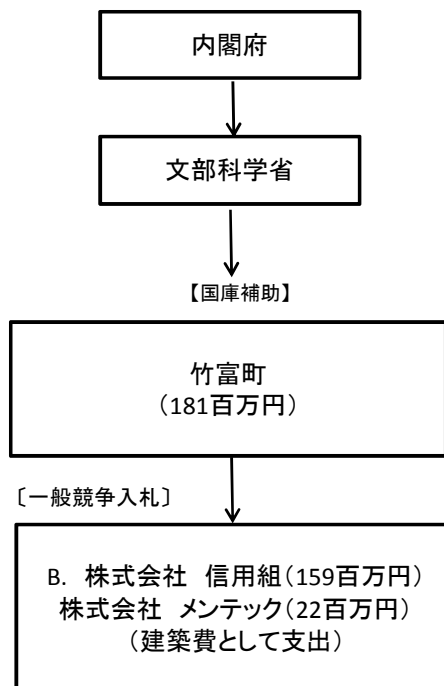 内閣府
文部科学省
【国庫補助】
竹富町
（181百万円）
〔一般競争入札〕
B.　株式会社　信用組（159百万円）
株式会社　メンテック（22百万円）
（建築費として支出）